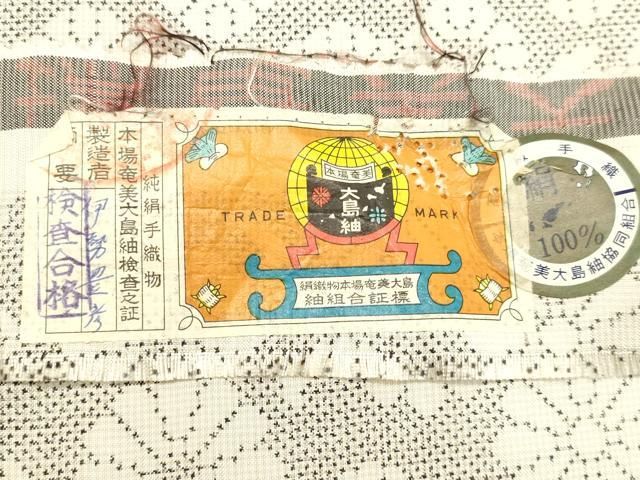 純絹手織物
本場奄美大島紬検査之証
製造者
摘要
検査合格
本場奄美
大島紬
TRADE MARK
絹織物本場奄美大島
紬組合証標
手織
100%
美大島紬協同組合